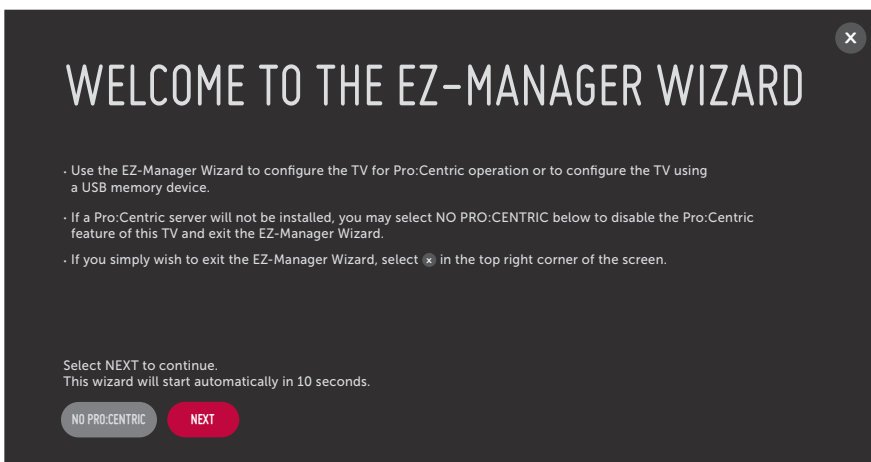 x
WELCOME TO THE EZ-MANAGER WIZARD
· Use the EZ-Manager Wizard to configure the TV for Pro:Centric operation or to configure the TV using
a USB memory device.
· If a Pro:Centric server will not be installed, you may select NO PRO:CENTRIC below to disable the Pro:Centric
feature of this TV and exit the EZ-Manager Wizard.
· If you simply wish to exit the EZ-Manager Wizard, select x in the top right corner of the screen.
Select NEXT to continue.
This wizard will start automatically in 10 seconds.
NO PRO:CENTRIC NEXT